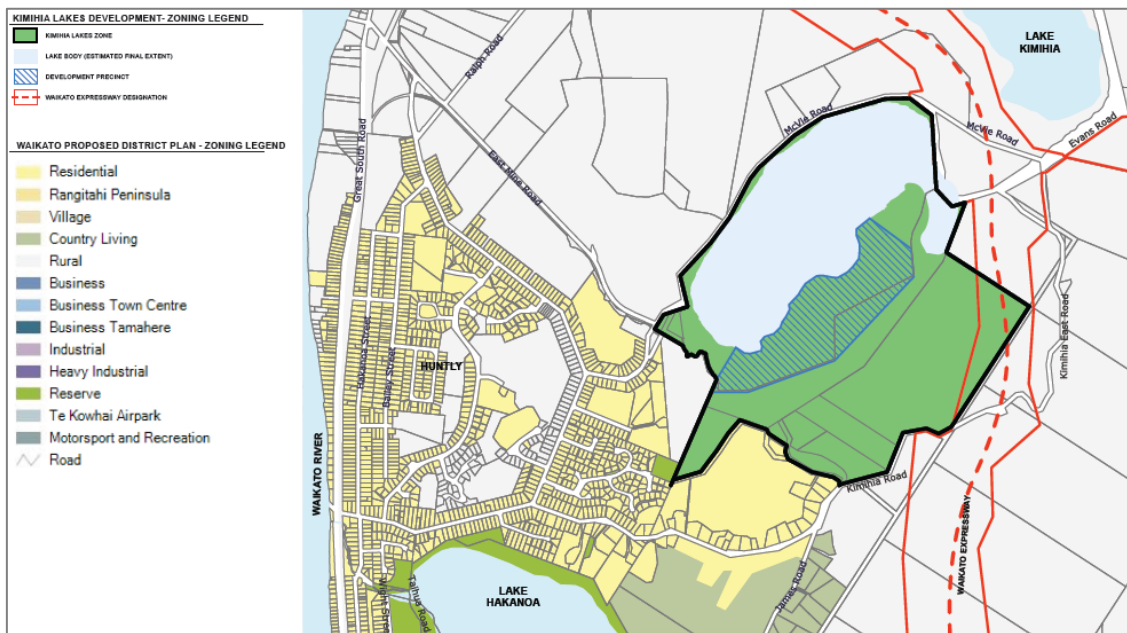 KIMIHIA LAKES DEVELOPMENT- ZONING LEGEND
KIMIHIA LAKES ZONE
LAKE BODY (ESTIMATED FINAL EXTENT)
DEVELOPMENT PRECINCT
WAIKATO EXPRESSWAY DESIGNATION
WAIKATO PROPOSED DISTRICT PLAN - ZONING LEGEND
Residential
Rangitahi Peninsula
Village
Country Living
Rural
Business
Business Town Centre
Business Tamahere
Industrial
Heavy Industrial
Reserve
Te Kowhai Airpark
Motorsport and Recreation
Road
LAKE
KIMIHIA
Ralph Road
Great South Road
McVie Road
McVie Road
Evans Road
East Mine Road
Kimihia East Road
Hakanoa Street
Bailey Street
HUNTLY
WAIKATO RIVER
Kimihia Road
WAIKATO EXPRESSWAY
James Road
LAKE
HAKANOA
Taihua Road
Wight Street